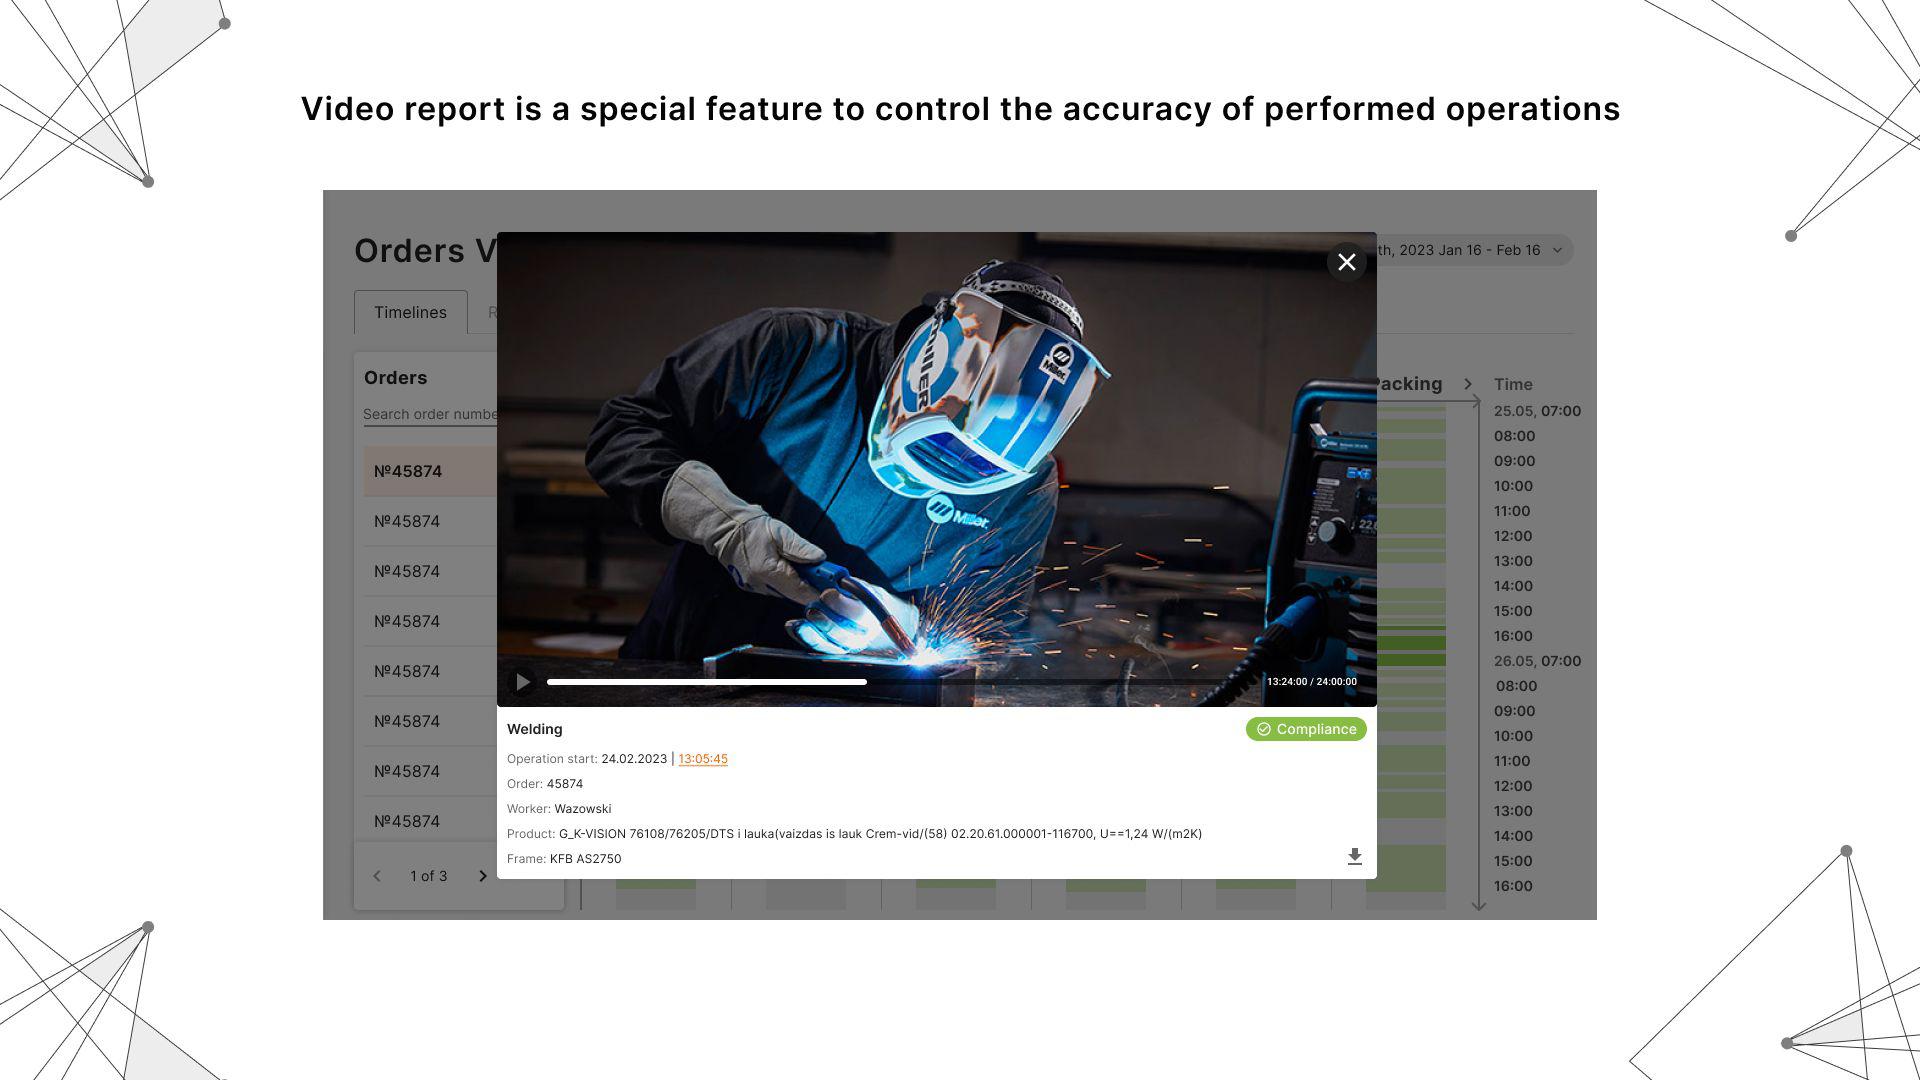 Video report is a special feature to control the accuracy of performed operations
Orders V
th, 2023 Jan 16 - Feb 16
Timelines
R
Orders
Search order numbe
№45874
№45874
№45874
№45874
№45874
№45874
№45874
№45874
1 of 3
MILLER
Miller
Miller
13:24:00 / 24:00:00
Welding
Compliance
Operation start: 24.02.2023 | 13:05:45
Order: 45874
Worker: Wazowski
Product: G_K-VISION 76108/76205/DTS i lauka(vaizdas is lauk Crem-vid/(58) 02.20.61.000001-116700, U==1,24 W/(m2K)
Frame: KFB AS2750
Packing
Time
25.05, 07:00
08:00
09:00
10:00
11:00
12:00
13:00
14:00
15:00
16:00
26.05, 07:00
08:00
09:00
10:00
11:00
12:00
13:00
14:00
15:00
16:00